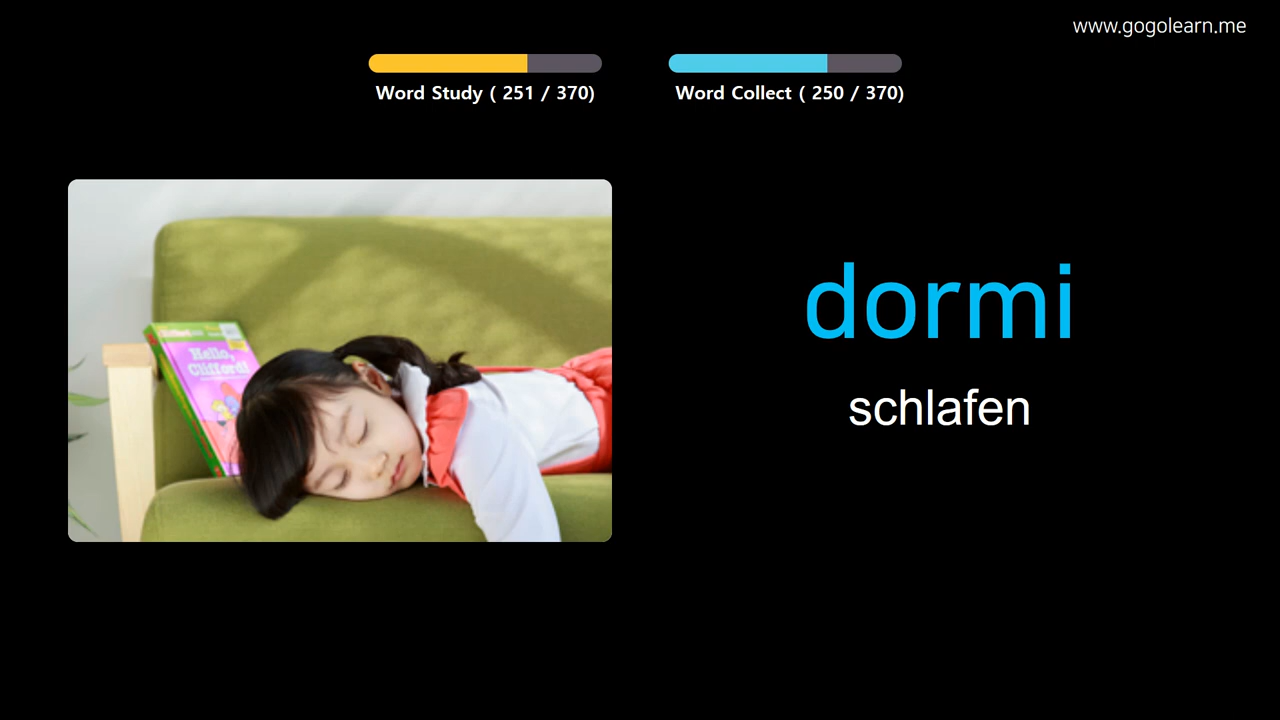 www.gogolearn.me
Word Study ( 251 / 370)
Word Collect ( 250 / 370)
Hello,
Clifford!
dormi
schlafen